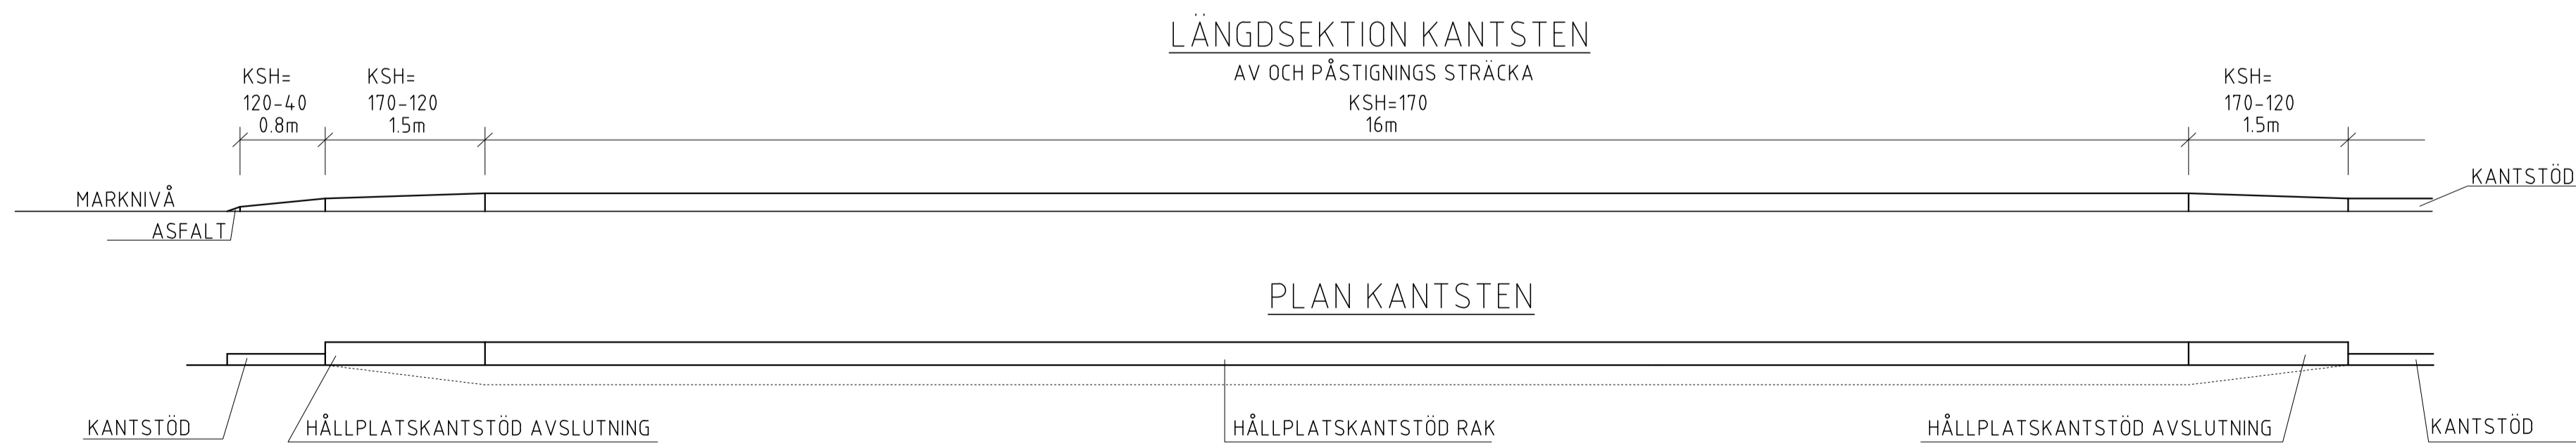 LÄNGDSEKTION KANTSTEN
AV OCH PÅSTIGNINGS STRÄCKA
KSH=
120-40
0.8m
KSH=
170-120
1.5m
KSH=170
16m
KSH=
170-120
1.5m
MARKNIVÅ
ASFALT
KANTSTÖD
PLAN KANTSTEN
KANTSTÖD
HÅLLPLATSKANTSTÖD AVSLUTNING
HÅLLPLATSKANTSTÖD RAK
HÅLLPLATSKANTSTÖD AVSLUTNING
KANTSTÖD